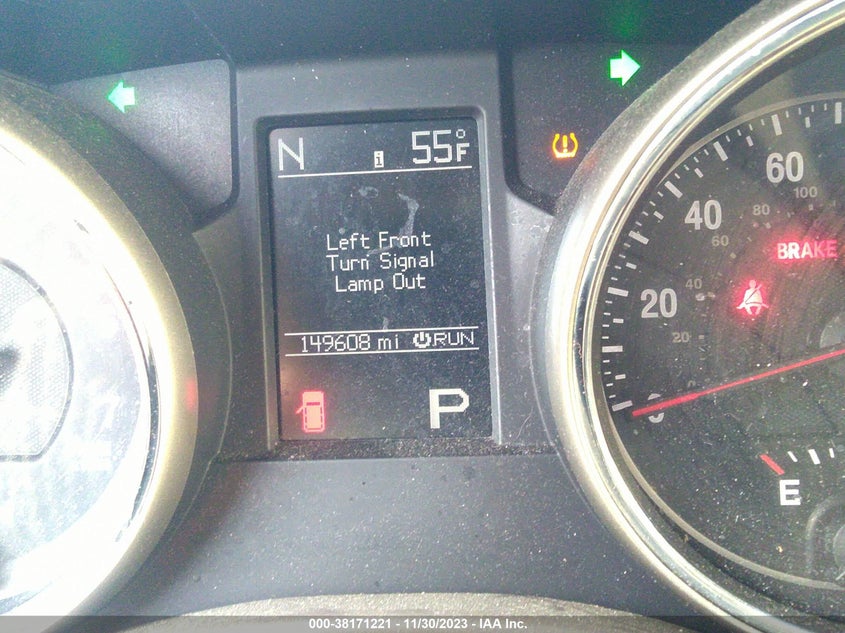 N i 55°F
Left Front
Turn Signal
Lamp Out
149608 mi RUN
P
60
100
40
80
60
BRAKE
20
40
20
0
E
000-38171221 - 11/30/2023 - IAA Inc.